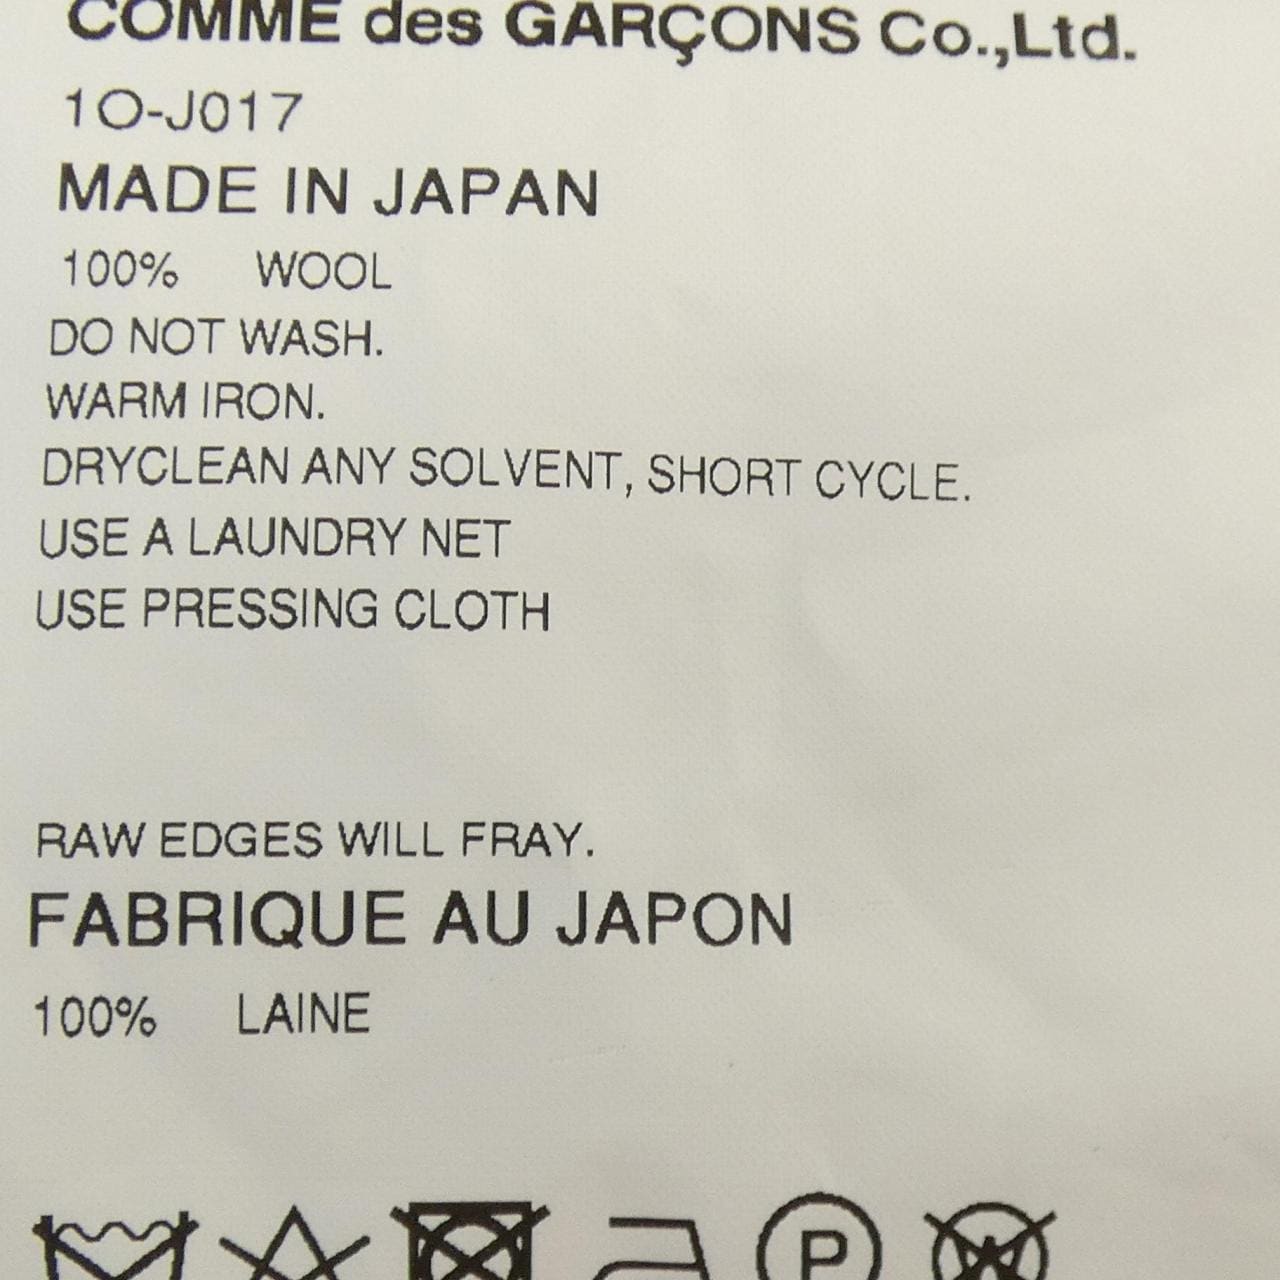 COMME des GARÇONS Co.,Ltd.
1O-J017
MADE IN JAPAN
100% WOOL
DO NOT WASH.
WARM IRON.
DRYCLEAN ANY SOLVENT, SHORT CYCLE.
USE A LAUNDRY NET
USE PRESSING CLOTH
RAW EDGES WILL FRAY.
FABRIQUE AU JAPON
100% LAINE
P W